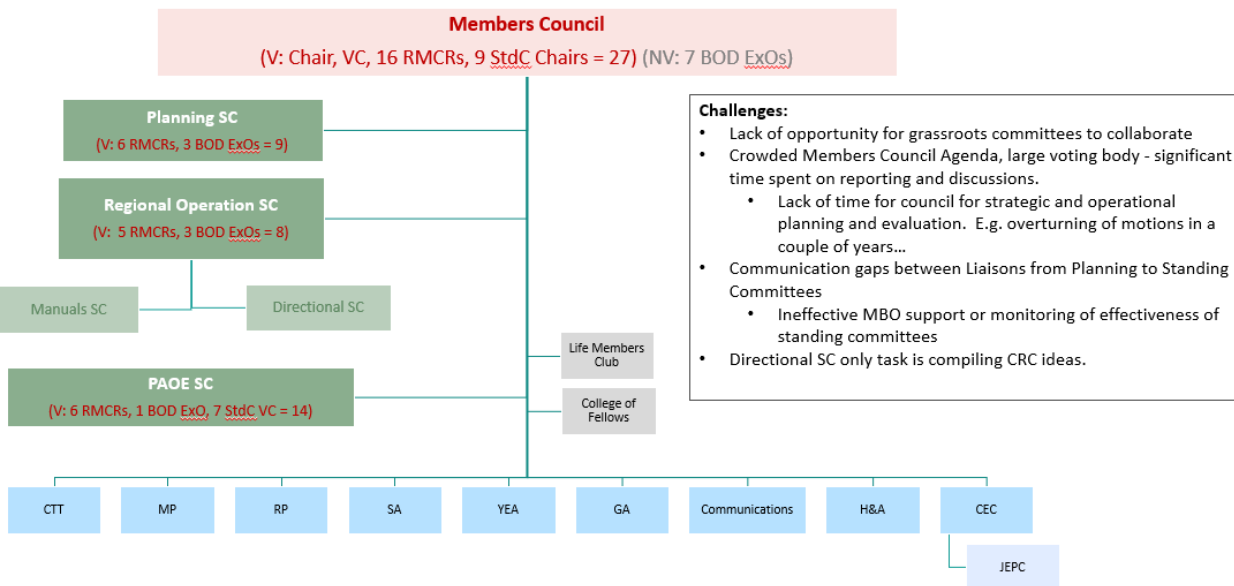 Members Council
(V: Chair, VC, 16 RMCRs, 9 StdC Chairs = 27) (NV: 7 BOD ExOs)
Planning SC
(V: 6 RMCRs, 3 BOD ExOs = 9)
Regional Operation SC
(V:  5 RMCRs, 3 BOD ExOs = 8)
Manuals SC
Directional SC
PAOE SC
(V: 6 RMCRs, 1 BOD ExO, 7 StdC VC = 14)
Life Members
Club
College of
Fellows
Challenges:
• Lack of opportunity for grassroots committees to collaborate
• Crowded Members Council Agenda, large voting body - significant
time spent on reporting and discussions.
• Lack of time for council for strategic and operational
planning and evaluation.  E.g. overturning of motions in a
couple of years…
• Communication gaps between Liaisons from Planning to Standing
Committees
• Ineffective MBO support or monitoring of effectiveness of
standing committees
• Directional SC only task is compiling CRC ideas.
CTT
MP
RP
SA
YEA
GA
Communications
H&A
CEC
JEPC